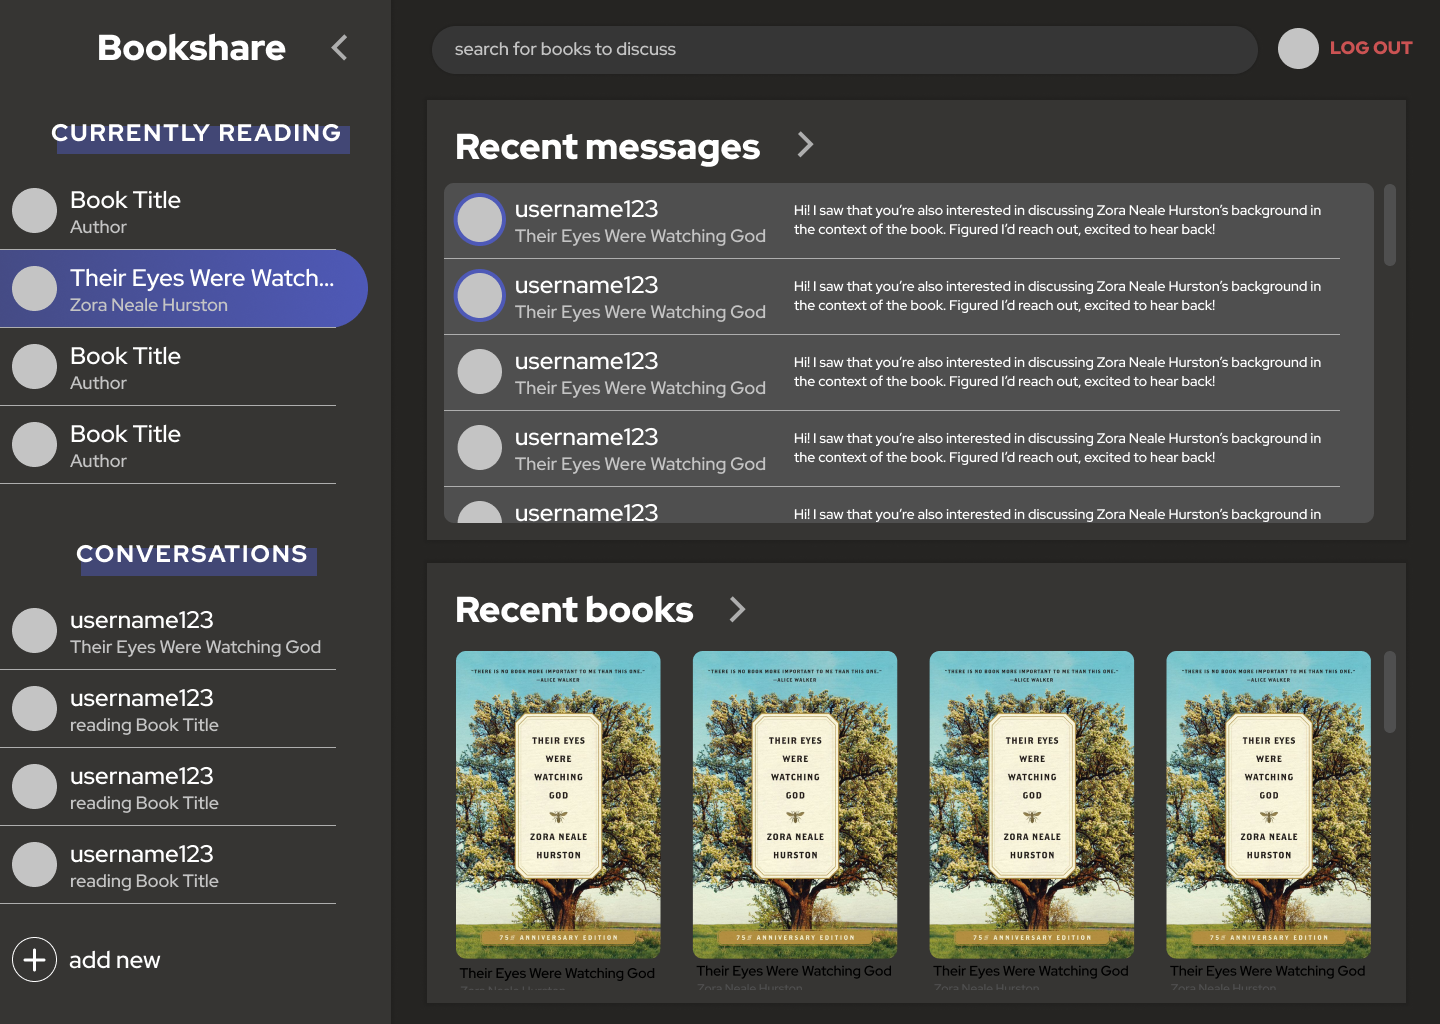 Bookshare
CURRENTLY READING
Book Title
Author
Their Eyes Were Watch...
Zora Neale Hurston
Book Title
Author
Book Title
Author
CONVERSATIONS
username123
Their Eyes Were Watching God
username123
reading Book Title
username123
reading Book Title
username123
reading Book Title
add new
search for books to discuss
LOG OUT
Recent messages
username123
Their Eyes Were Watching God
Hi! I saw that you’re also interested in discussing Zora Neale Hurston’s background in
the context of the book. Figured I’d reach out, excited to hear back!
username123
Their Eyes Were Watching God
Hi! I saw that you’re also interested in discussing Zora Neale Hurston’s background in
the context of the book. Figured I’d reach out, excited to hear back!
username123
Their Eyes Were Watching God
Hi! I saw that you’re also interested in discussing Zora Neale Hurston’s background in
the context of the book. Figured I’d reach out, excited to hear back!
username123
Their Eyes Were Watching God
Hi! I saw that you’re also interested in discussing Zora Neale Hurston’s background in
the context of the book. Figured I’d reach out, excited to hear back!
username123
Hi! I saw that you’re also interested in discussing Zora Neale Hurston’s background in
Recent books
"THERE IS NO BOOK MORE IMPORTANT TO ME THAN THIS ONE."
—ALICE WALKER
THEIR EYES
WERE
WATCHING
GOD
ZORA NEALE
HURSTON
75th ANNIVERSARY EDITION
Their Eyes Were Watching God
Zora Neale Hurston
"THERE IS NO BOOK MORE IMPORTANT TO ME THAN THIS ONE."
—ALICE WALKER
THEIR EYES
WERE
WATCHING
GOD
ZORA NEALE
HURSTON
75th ANNIVERSARY EDITION
Their Eyes Were Watching God
Zora Neale Hurston
"THERE IS NO BOOK MORE IMPORTANT TO ME THAN THIS ONE."
—ALICE WALKER
THEIR EYES
WERE
WATCHING
GOD
ZORA NEALE
HURSTON
75th ANNIVERSARY EDITION
Their Eyes Were Watching God
Zora Neale Hurston
"THERE IS NO BOOK MORE IMPORTANT TO ME THAN THIS ONE."
—ALICE WALKER
THEIR EYES
WERE
WATCHING
GOD
ZORA NEALE
HURSTON
75th ANNIVERSARY EDITION
Their Eyes Were Watching God
Zora Neale Hurston